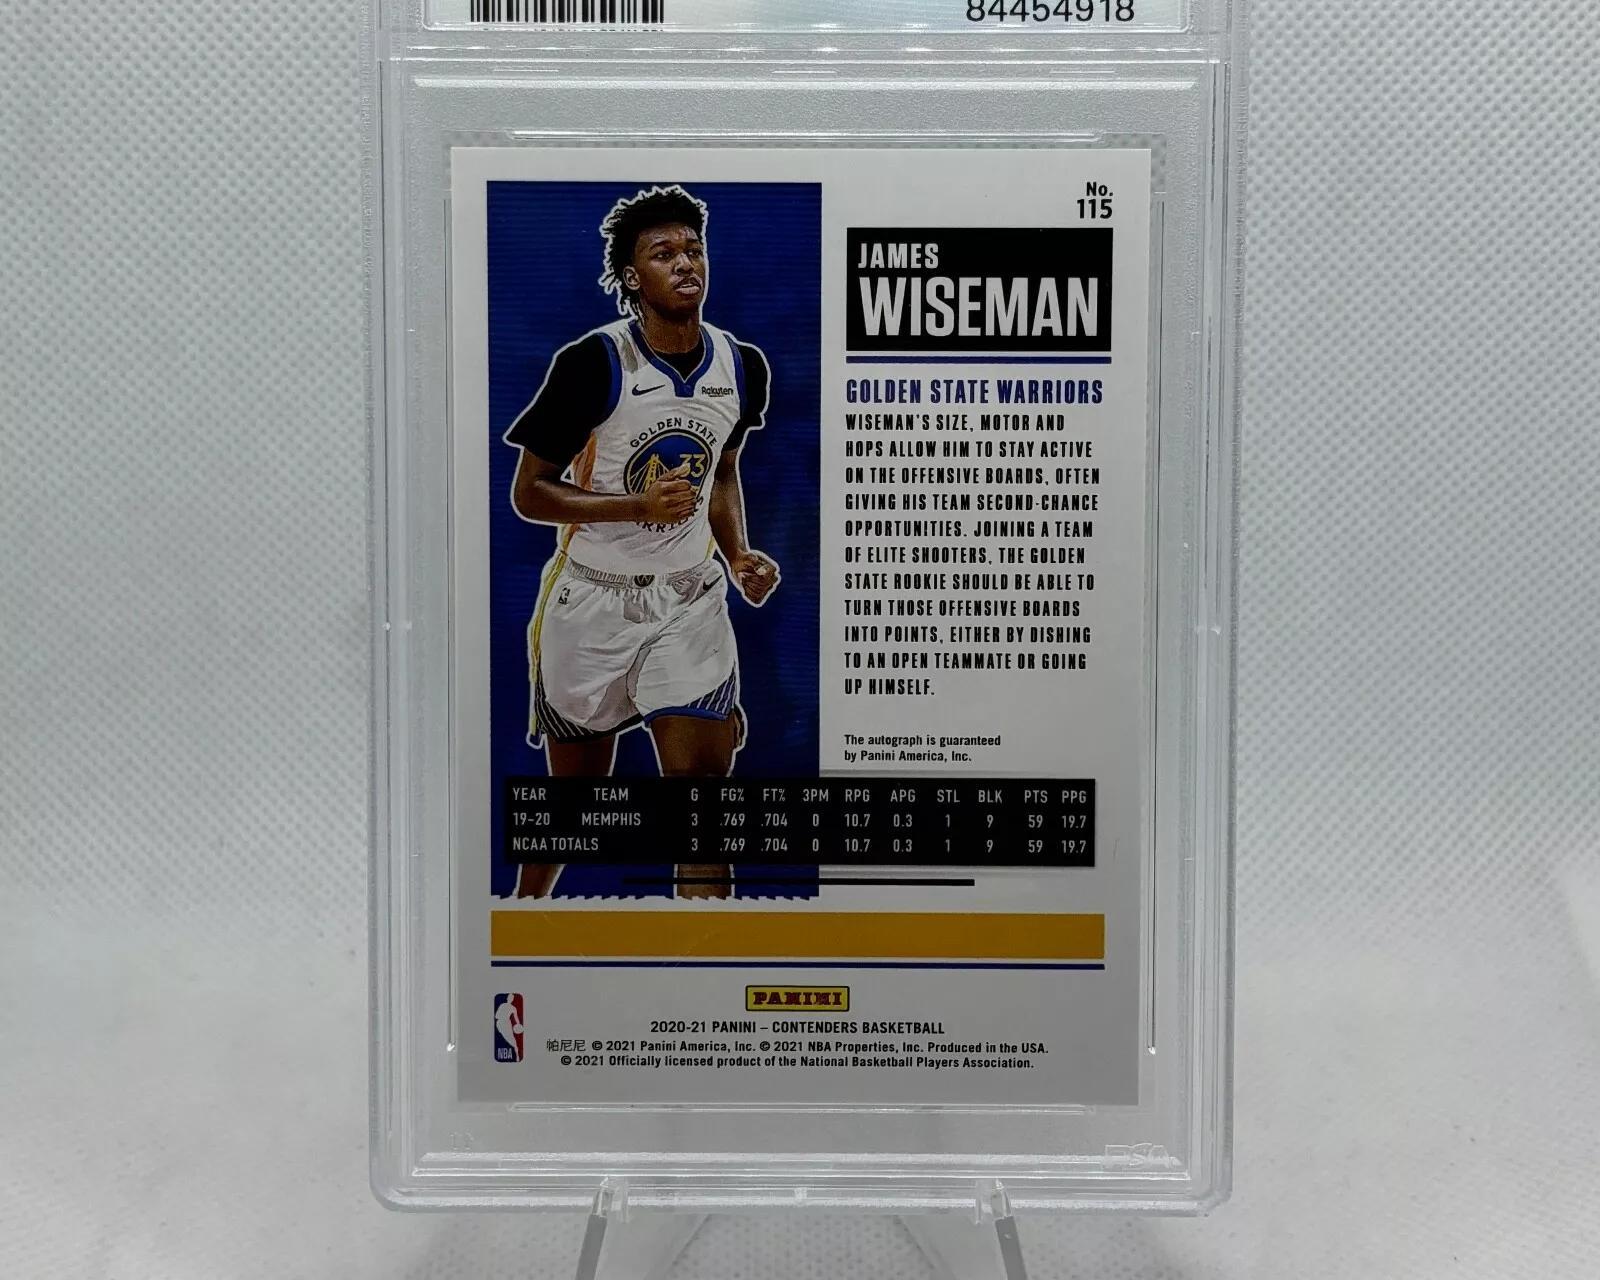 84454918
No.
115
JAMES
WISEMAN
GOLDEN STATE WARRIORS
WISEMAN'S SIZE, MOTOR AND
HOPS ALLOW HIM TO STAY ACTIVE
ON THE OFFENSIVE BOARDS, OFTEN
GIVING HIS TEAM SECOND-CHANCE
OPPORTUNITIES. JOINING A TEAM
OF ELITE SHOOTERS, THE GOLDEN
STATE ROOKIE SHOULD BE ABLE TO
TURN THOSE OFFENSIVE BOARDS
INTO POINTS, EITHER BY DISHING
TO AN OPEN TEAMMATE OR GOING
UP HIMSELF.
Rakuten
GOLDEN STATE
33
The autograph is guaranteed
by Panini America, Inc.
YEAR TEAM G FG% FT% 3PM RPG APG STL BLK PTS PPG
19-20 MEMPHIS 3 .769 .704 0 10.7 0.3 1 9 59 19.7
NCAA TOTALS 3 .769 .704 0 10.7 0.3 1 9 59 19.7
PANINI
NBA
2020-21 PANINI – CONTENDERS BASKETBALL
帕尼尼 © 2021 Panini America, Inc. © 2021 NBA Properties, Inc. Produced in the USA.
© 2021 Officially licensed product of the National Basketball Players Association.
PSA